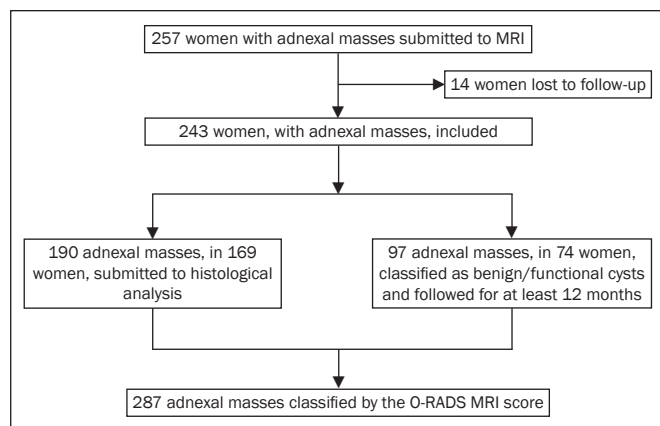 257 women with adnexal masses submitted to MRI
14 women lost to follow-up
243 women, with adnexal masses, included
190 adnexal masses, in 169
women, submitted to histological
analysis
97 adnexal masses, in 74 women,
classified as benign/functional cysts
and followed for at least 12 months
287 adnexal masses classified by the O-RADS MRI score